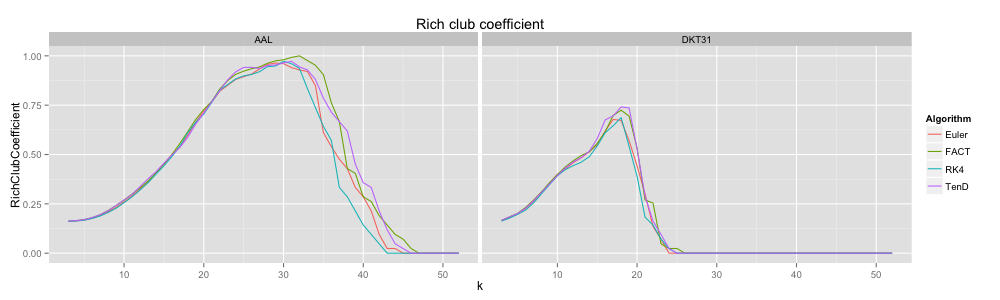 Rich club coefficient
AAL
DKT31
RichClubCoefficient
1.00
0.75
0.50
0.25
0.00
10
20
30
40
50
10
20
30
40
50
k
Algorithm
Euler
FACT
RK4
TenD